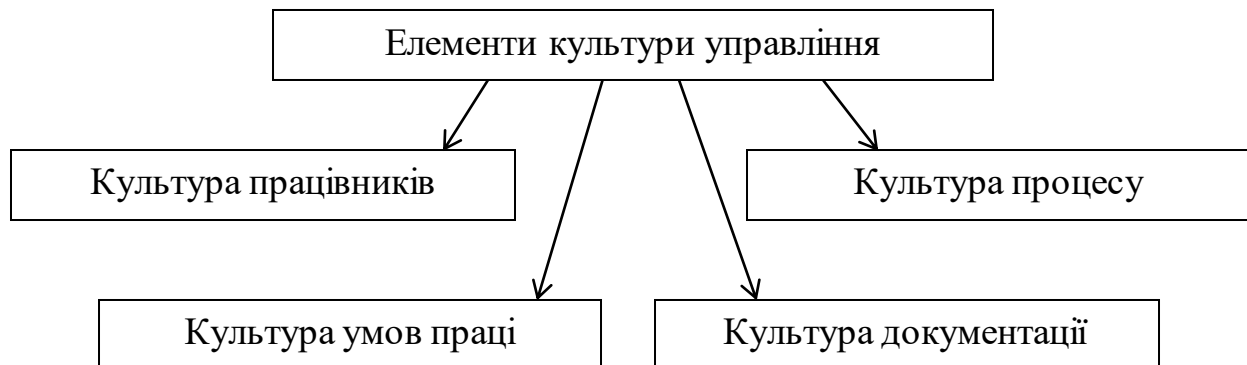 Елементи культури управління
Культура працівників
Культура процесу
Культура умов праці
Культура документації